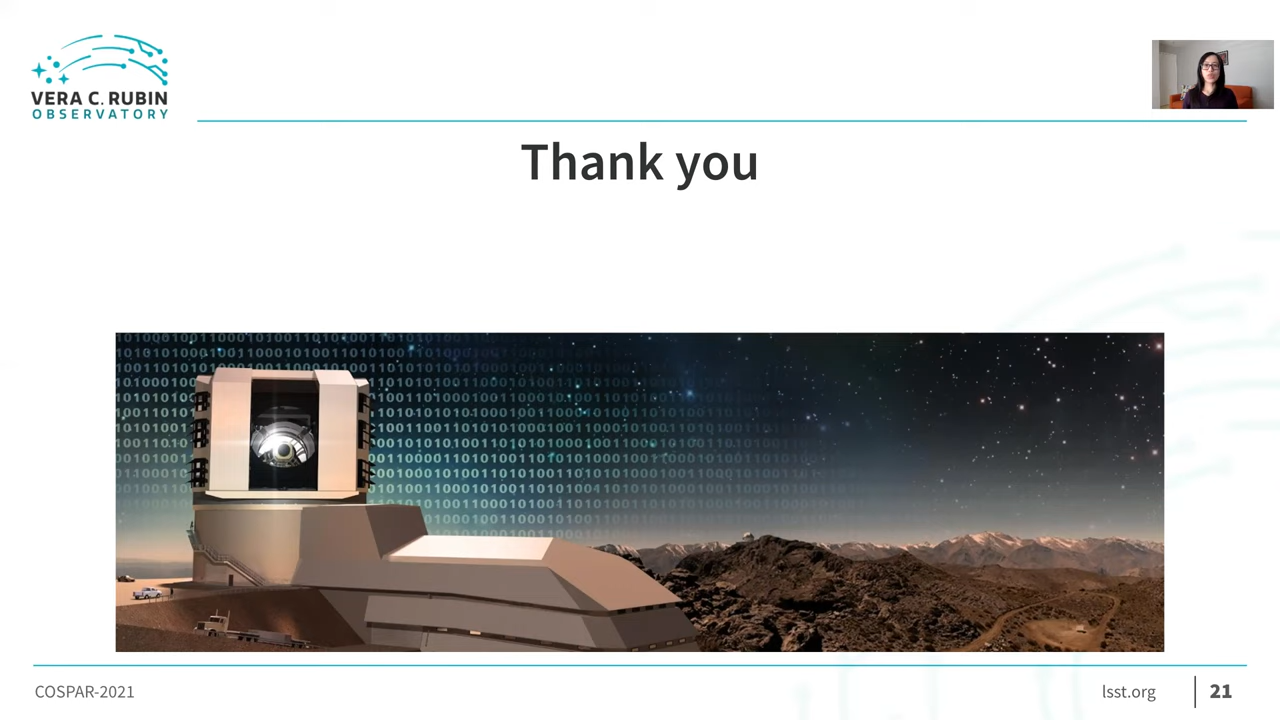 VERA C. RUBIN
OBSERVATORY
Thank you
COSPAR-2021
lsst.org
21